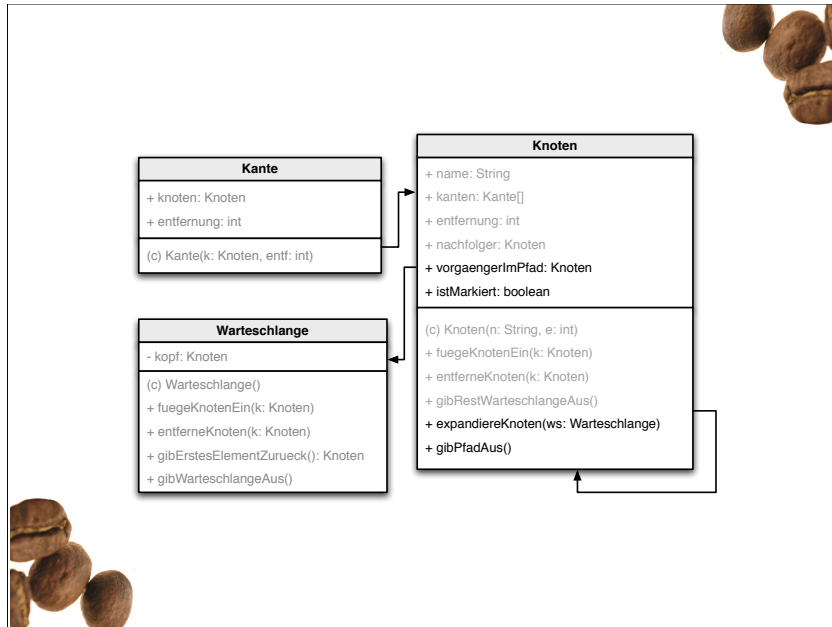 Kante
+ knoten: Knoten
+ entfernung: int
(c) Kante(k: Knoten, entf: int)
Warteschlange
- kopf: Knoten
(c) Warteschlange()
+ fuegeKnotenEin(k: Knoten)
+ entferneKnoten(k: Knoten)
+ gibErstesElementZurueck(): Knoten
+ gibWarteschlangeAus()
Knoten
+ name: String
+ kanten: Kante[]
+ entfernung: int
+ nachfolger: Knoten
+ vorgaengerImPfad: Knoten
+ istMarkiert: boolean
(c) Knoten(n: String, e: int)
+ fuegeKnotenEin(k: Knoten)
+ entferneKnoten(k: Knoten)
+ gibRestWarteschlangeAus()
+ expandiereKnoten(ws: Warteschlange)
+ gibPfadAus()